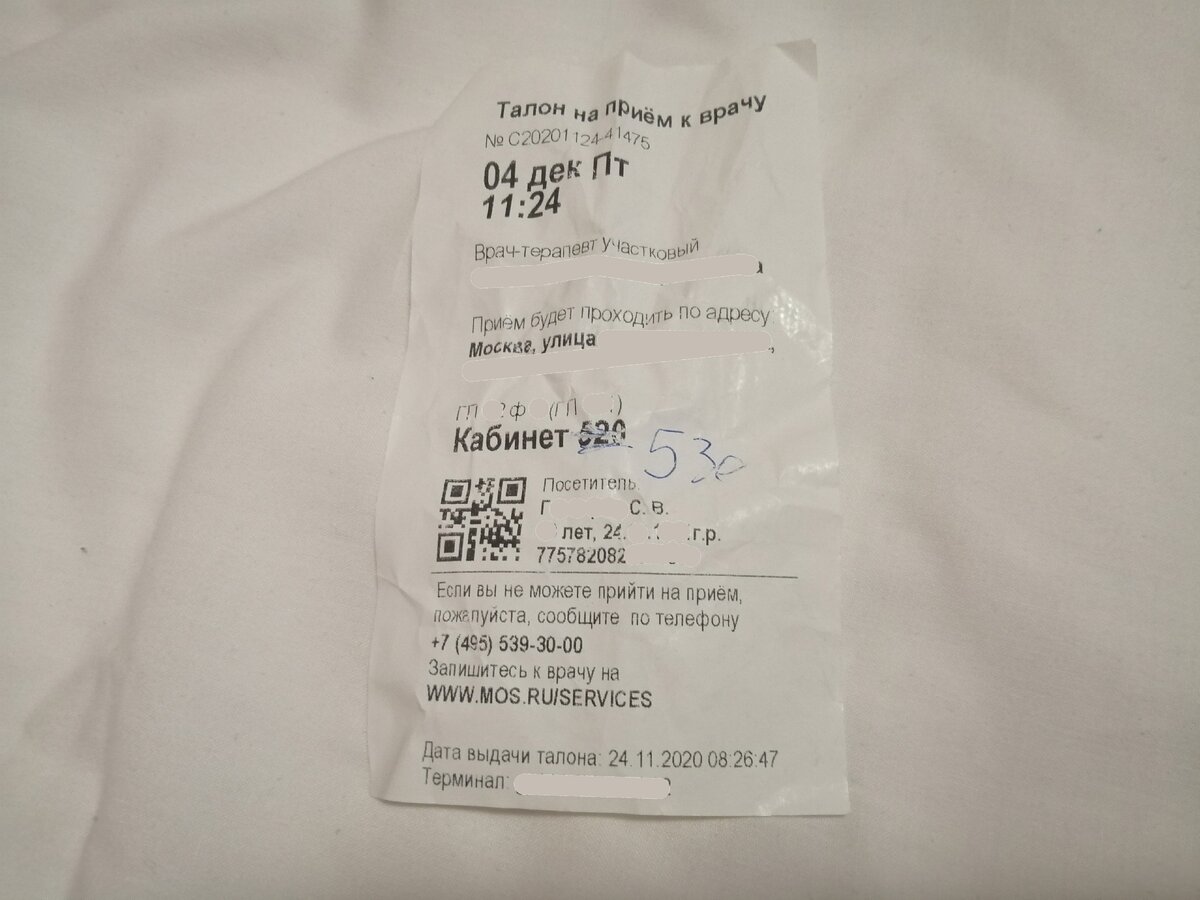 Талон на приём к врачу
№ C20201124-41475
04 дек Пт
11:24
Врач-терапевт участковый
Приём будет проходить по адресу:
Москва, улица
Кабинет 520 530
Посетитель:
Г С. В.
лет, 24. г.р.
775782082
Если вы не можете прийти на приём,
пожалуйста, сообщите по телефону
+7 (495) 539-30-00
Запишитесь к врачу на
WWW.MOS.RU/SERVICES
Дата выдачи талона: 24.11.2020 08:26:47
Терминал: